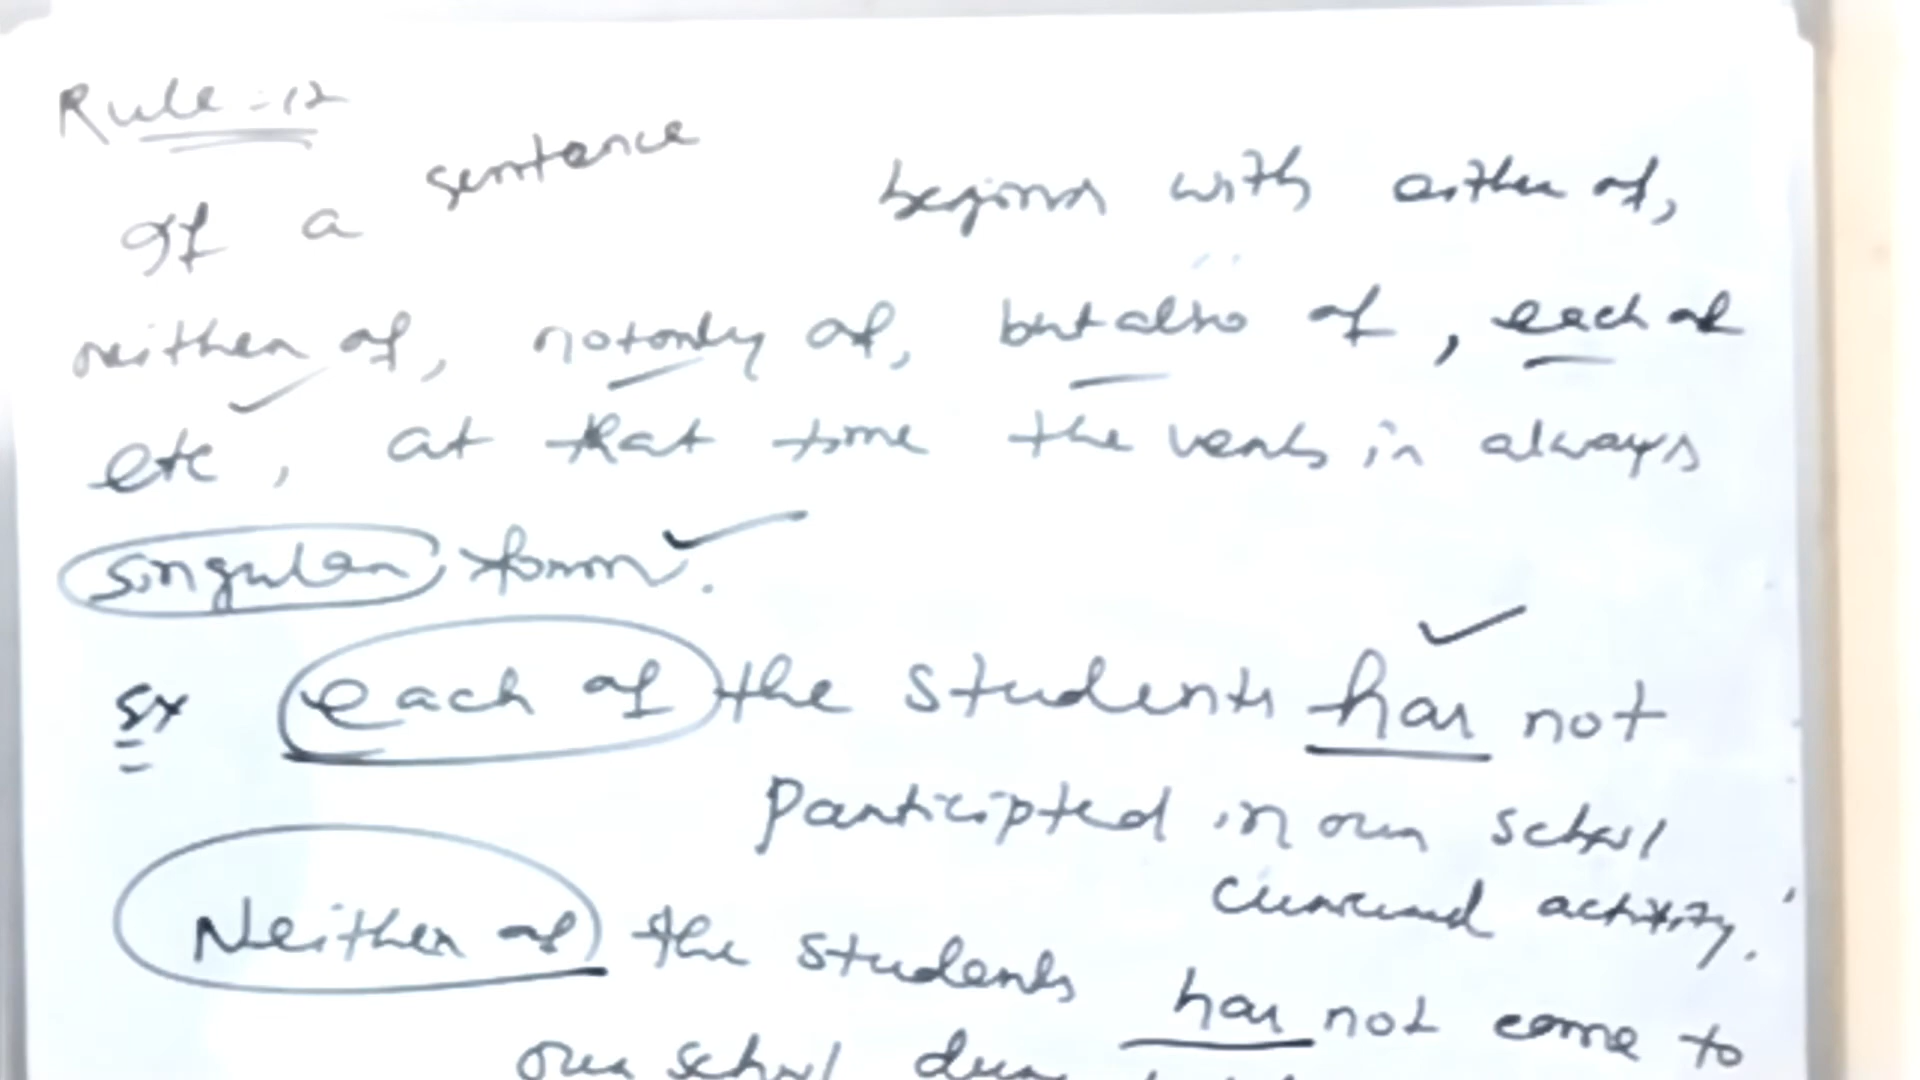 Rule-12
If a sentence begins with either of,
neither of, not only of, but also of, each of
etc, at that time the verb is always
singular form.
Ex each of the students has not
participted in our school
activity.
Neither of the students has not come to
our school